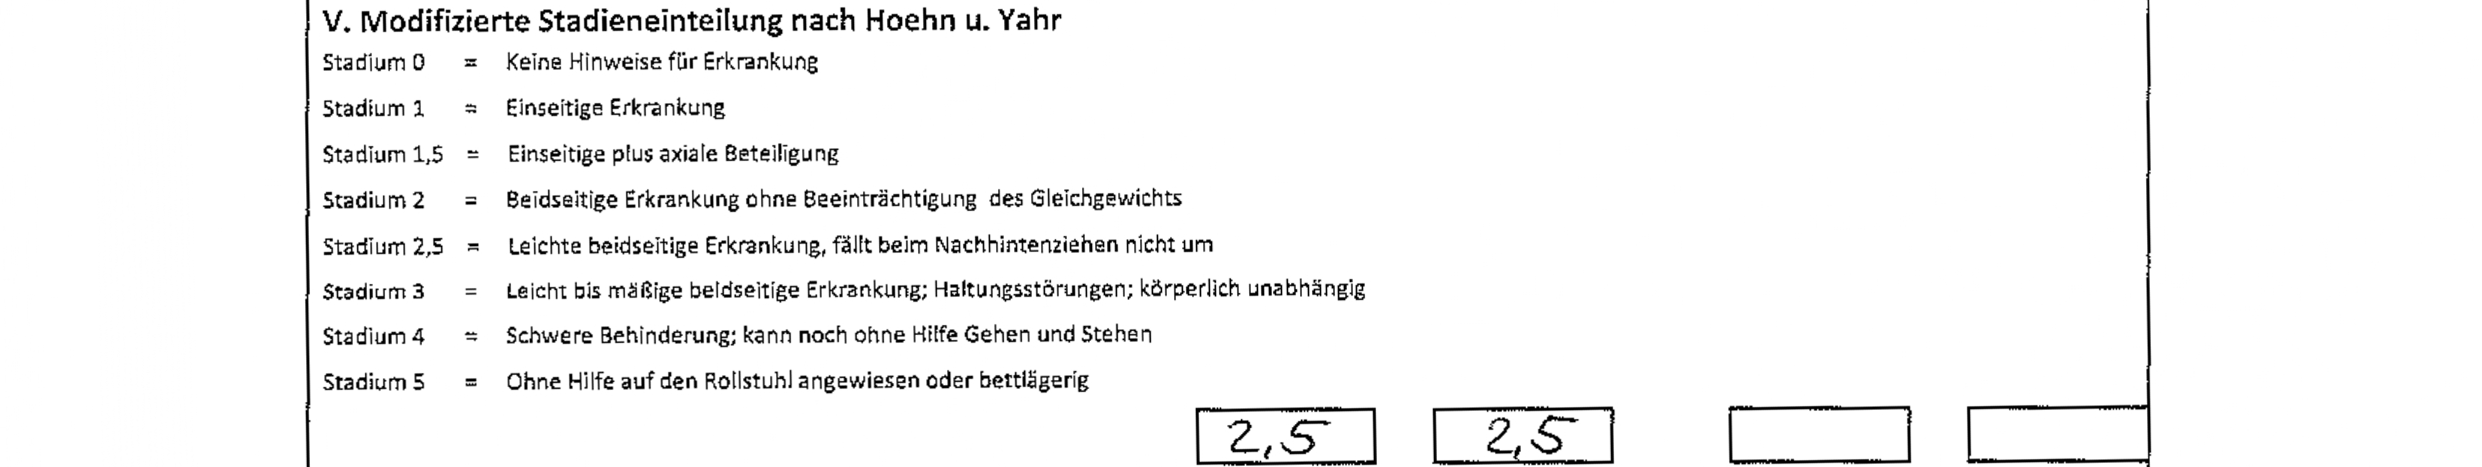 V. Modifizierte Stadieneinteilung nach Hoehn u. Yahr
Stadium 0 = Keine Hinweise für Erkrankung
Stadium 1 = Einseitige Erkrankung
Stadium 1,5 = Einseitige plus axiale Beteiligung
Stadium 2 = Beidseitige Erkrankung ohne Beeinträchtigung des Gleichgewichts
Stadium 2,5 = Leichte beidseitige Erkrankung, fällt beim Nachhintenziehen nicht um
Stadium 3 = Leicht bis mäßige beidseitige Erkrankung; Haltungsstörungen; körperlich unabhängig
Stadium 4 = Schwere Behinderung; kann noch ohne Hilfe Gehen und Stehen
Stadium 5 = Ohne Hilfe auf den Rollstuhl angewiesen oder bettlägerig
2,5 2,5